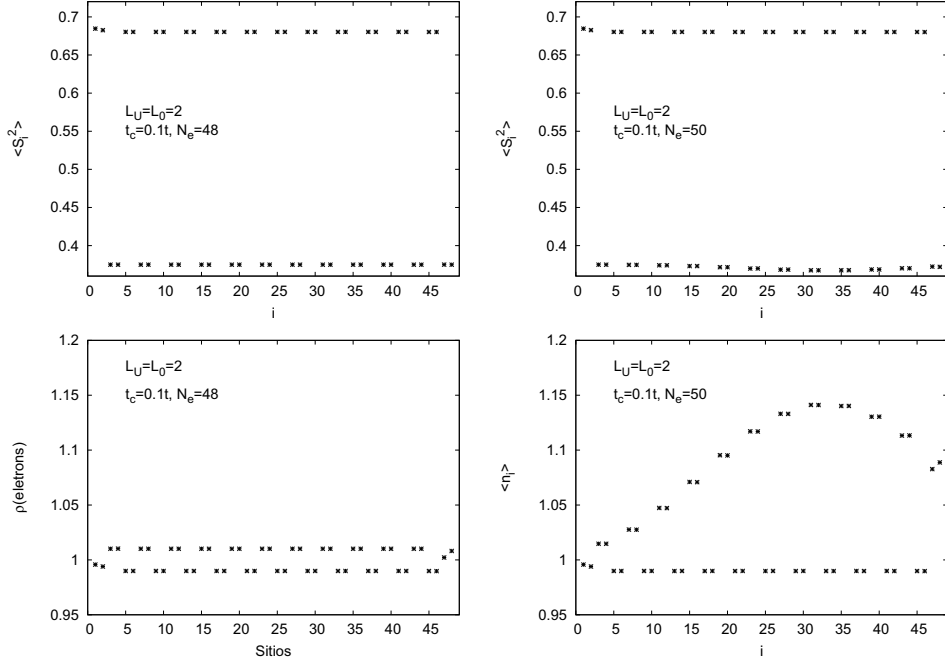 0.7
0.65
0.6
0.55
0.5
0.45
0.4
<S_i^2>
L_U=L_0=2
t_c=0.1t, N_e=48
0 5 10 15 20 25 30 35 40 45
i
0.7
0.65
0.6
0.55
0.5
0.45
0.4
<S_i^2>
L_U=L_0=2
t_c=0.1t, N_e=50
0 5 10 15 20 25 30 35 40 45
i
1.2
1.15
1.1
1.05
1
0.95
ρ(eletrons)
L_U=L_0=2
t_c=0.1t, N_e=48
0 5 10 15 20 25 30 35 40 45
Sitios
1.2
1.15
1.1
1.05
1
0.95
<n_i>
L_U=L_0=2
t_c=0.1t, N_e=50
0 5 10 15 20 25 30 35 40 45
i